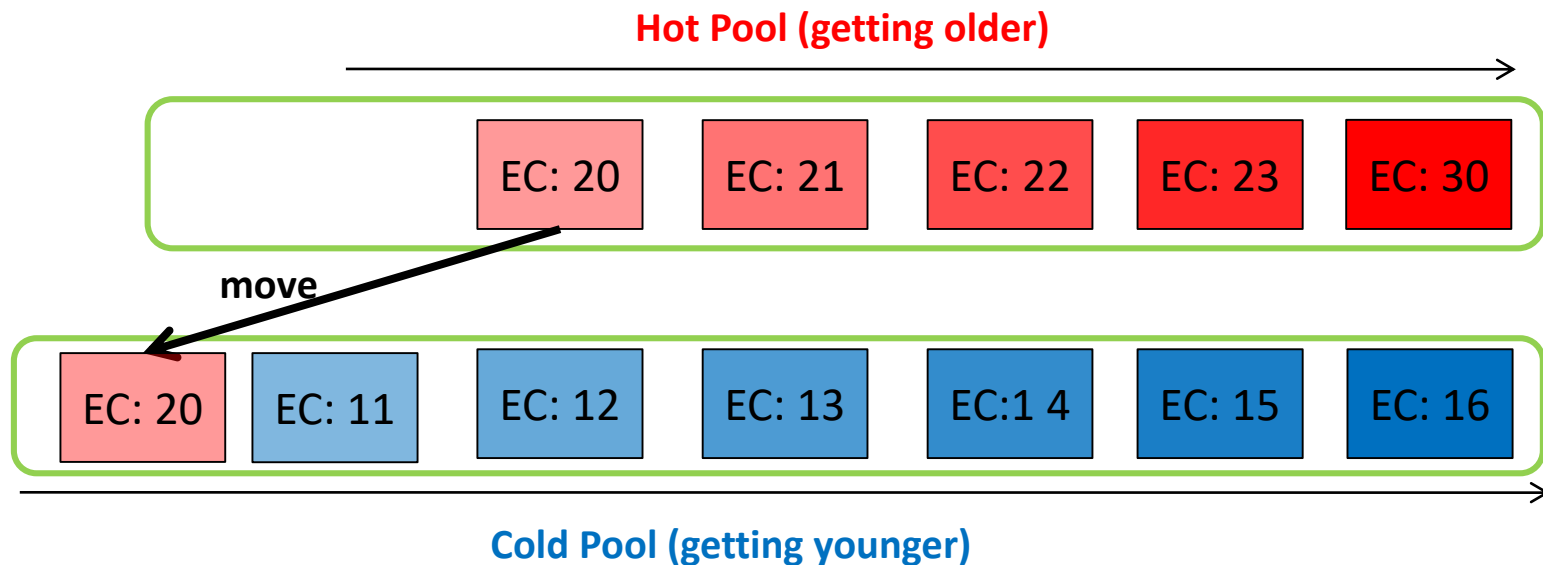 Hot Pool (getting older)
EC: 20 EC: 21 EC: 22 EC: 23 EC: 30
move
EC: 20 EC: 11 EC: 12 EC: 13 EC:1 4 EC: 15 EC: 16
Cold Pool (getting younger)